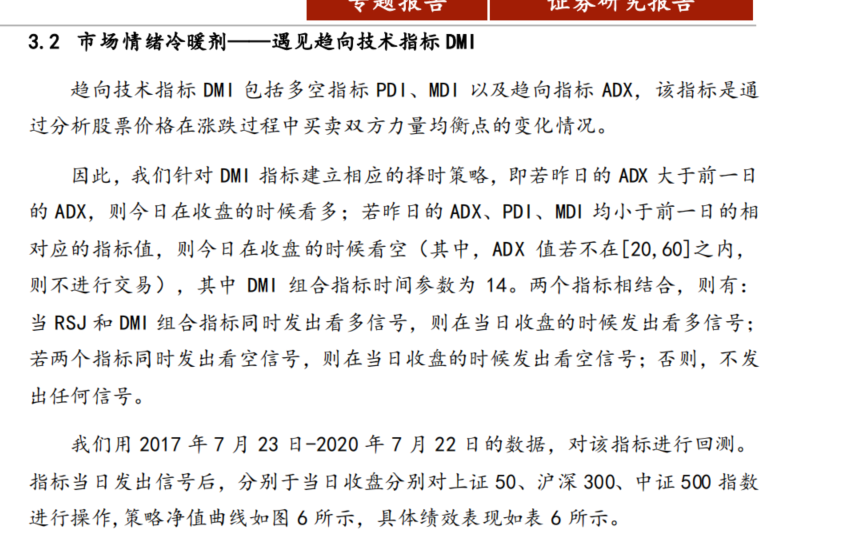 专题报告 证券研究报告
3.2 市场情绪冷暖剂——遇见趋向技术指标DMI
趋向技术指标 DMI 包括多空指标 PDI、MDI 以及趋向指标 ADX，该指标是通
过分析股票价格在涨跌过程中买卖双方力量均衡点的变化情况。
因此，我们针对 DMI 指标建立相应的择时策略，即若昨日的 ADX 大于前一日
的 ADX，则今日在收盘的时候看多；若昨日的 ADX、PDI、MDI 均小于前一日的相
对应的指标值，则今日在收盘的时候看空（其中，ADX 值若不在[20,60]之内，
则不进行交易），其中 DMI 组合指标时间参数为 14。两个指标相结合，则有：
当 RSJ 和 DMI 组合指标同时发出看多信号，则在当日收盘的时候发出看多信号；
若两个指标同时发出看空信号，则在当日收盘的时候发出看空信号；否则，不发
出任何信号。
我们用 2017 年 7 月 23 日-2020 年 7 月 22 日的数据，对该指标进行回测。
指标当日发出信号后，分别于当日收盘分别对上证 50、沪深 300、中证 500 指数
进行操作,策略净值曲线如图 6 所示，具体绩效表现如表 6 所示。